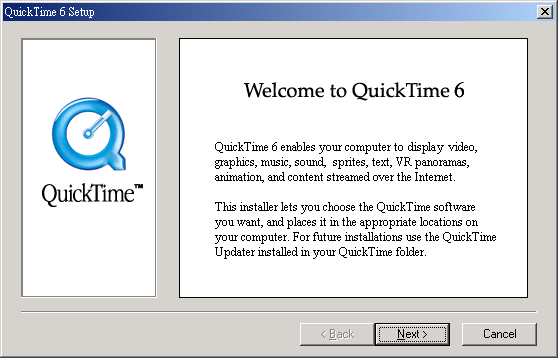 QuickTime 6 Setup
QuickTime™
Welcome to QuickTime 6
QuickTime 6 enables your computer to display video,
graphics, music, sound, sprites, text, VR panoramas,
animation, and content streamed over the Internet.
This installer lets you choose the QuickTime software
you want, and places it in the appropriate locations on
your computer. For future installations use the QuickTime
Updater installed in your QuickTime folder.
< Back
Next >
Cancel